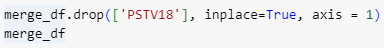 merge_df.drop(['PSTV18'], inplace=True, axis = 1)
merge_df